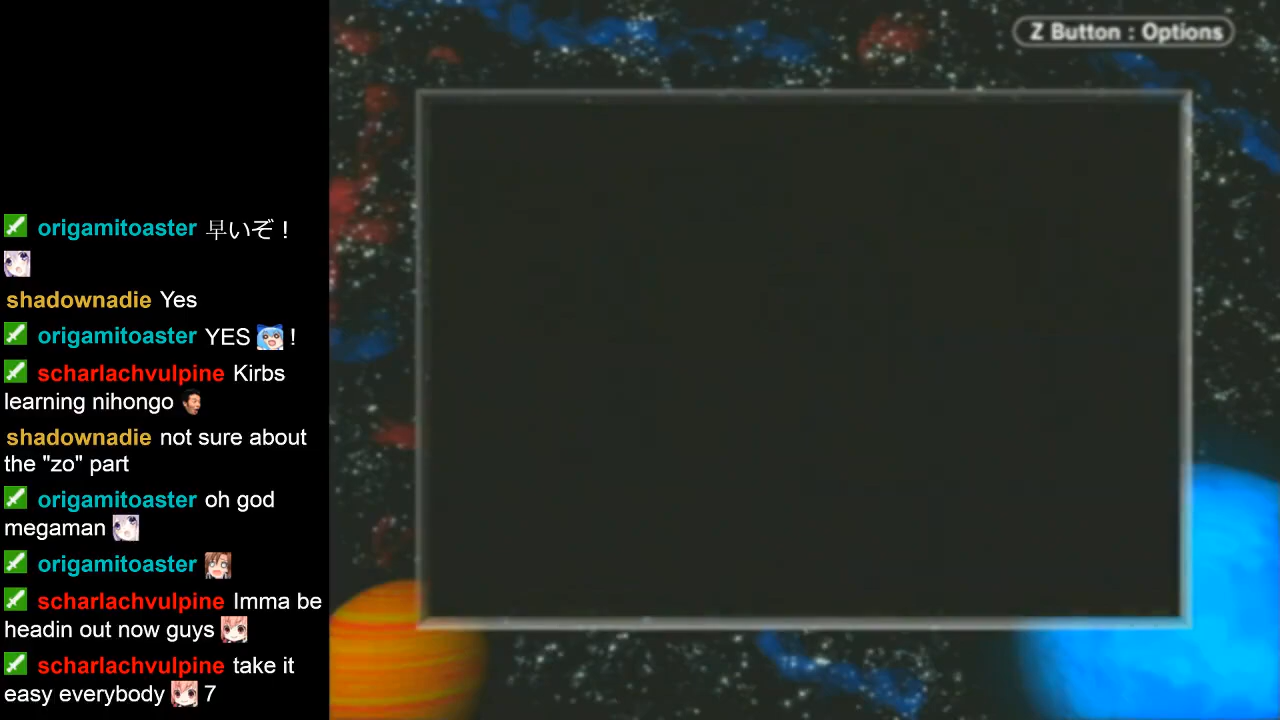 Z Button : Options
origamitoaster 早いぞ！
shadownadie Yes
origamitoaster YES !
scharlachvulpine Kirbs
learning nihongo
shadownadie not sure about
the "zo" part
origamitoaster oh god
megaman
origamitoaster
scharlachvulpine Imma be
headin out now guys
scharlachvulpine take it
easy everybody 7